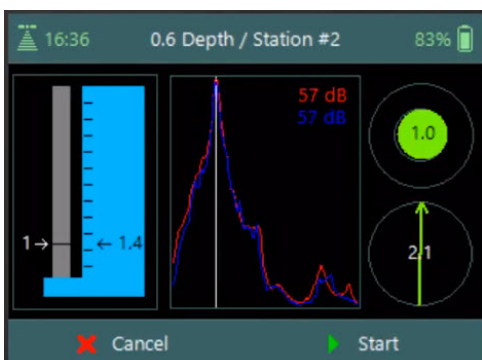 16:36 0.6 Depth / Station #2 83%
57 dB
57 dB
1.0
1→ ← 1.4
2.1
Cancel Start